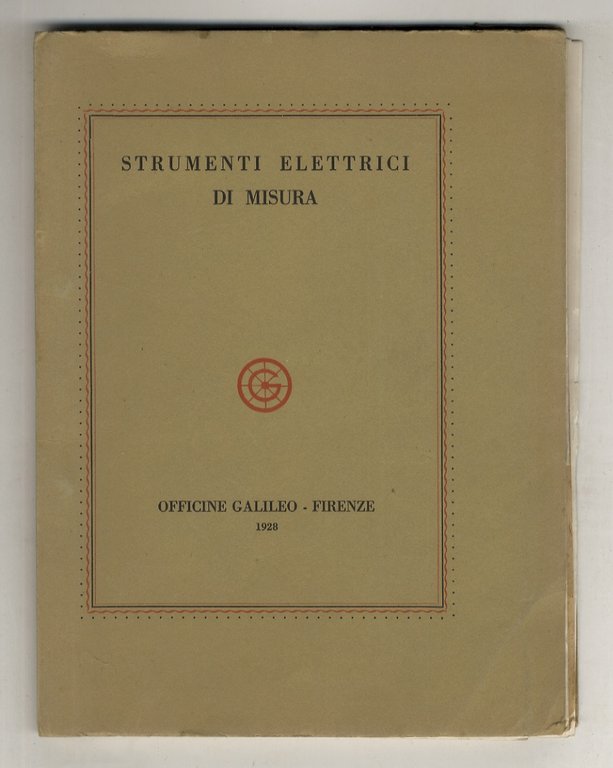 STRUMENTI ELETTRICI
DI MISURA
G
OFFICINE GALILEO - FIRENZE
1928